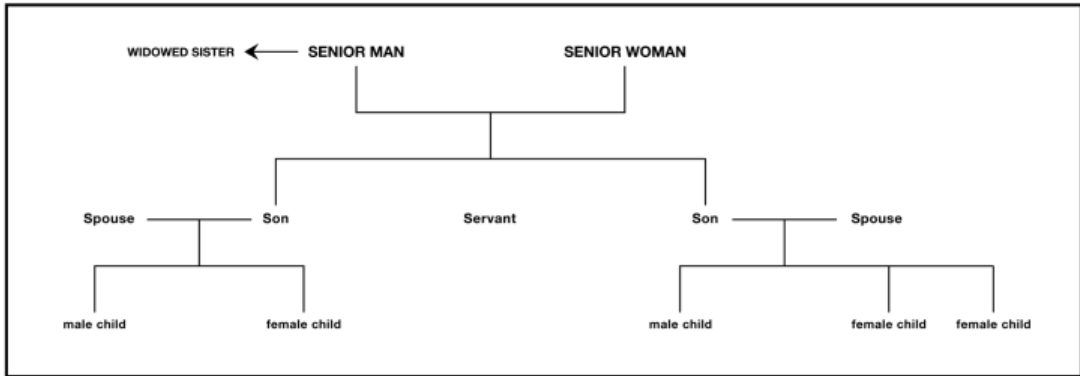 WIDOWED SISTER SENIOR MAN SENIOR WOMAN
Spouse Son Servant Son Spouse
male child female child male child female child female child